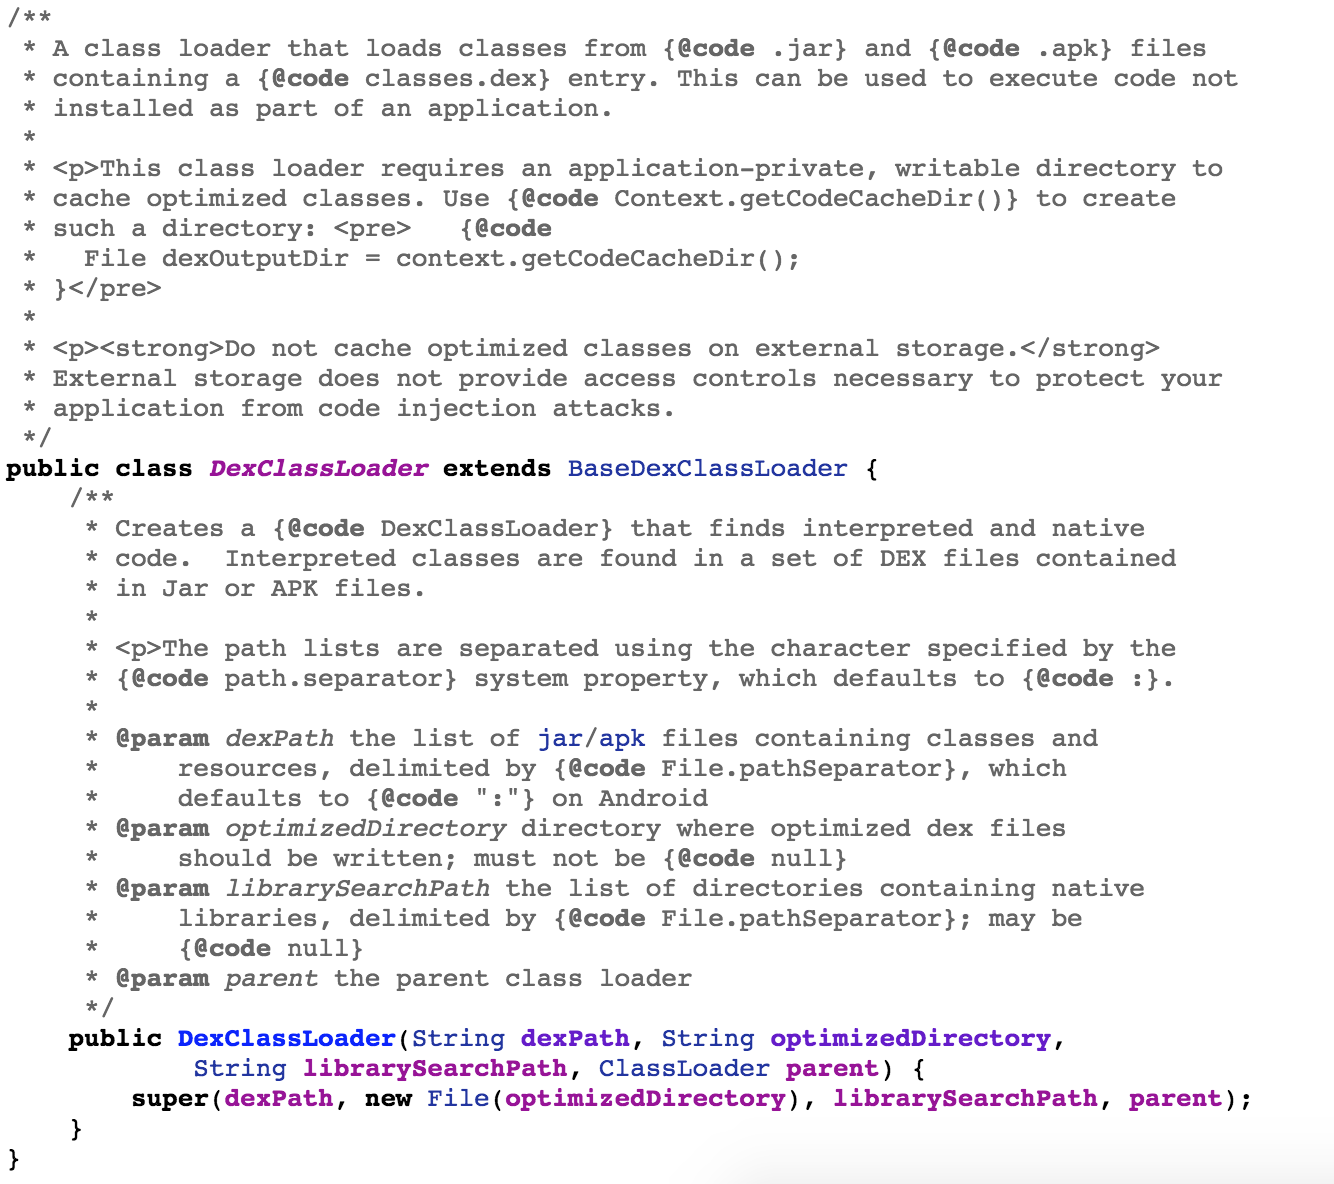 /**
 * A class loader that loads classes from {@code .jar} and {@code .apk} files
 * containing a {@code classes.dex} entry. This can be used to execute code not
 * installed as part of an application.
 *
 * <p>This class loader requires an application-private, writable directory to
 * cache optimized classes. Use {@code Context.getCodeCacheDir()} to create
 * such a directory: <pre>   {@code
 *   File dexOutputDir = context.getCodeCacheDir();
 * }</pre>
 *
 * <p><strong>Do not cache optimized classes on external storage.</strong>
 * External storage does not provide access controls necessary to protect your
 * application from code injection attacks.
 */
public class DexClassLoader extends BaseDexClassLoader {
    /**
     * Creates a {@code DexClassLoader} that finds interpreted and native
     * code.  Interpreted classes are found in a set of DEX files contained
     * in Jar or APK files.
     *
     * <p>The path lists are separated using the character specified by the
     * {@code path.separator} system property, which defaults to {@code :}.
     *
     * @param dexPath the list of jar/apk files containing classes and
     *     resources, delimited by {@code File.pathSeparator}, which
     *     defaults to {@code ":"} on Android
     * @param optimizedDirectory directory where optimized dex files
     *     should be written; must not be {@code null}
     * @param librarySearchPath the list of directories containing native
     *     libraries, delimited by {@code File.pathSeparator}; may be
     *     {@code null}
     * @param parent the parent class loader
     */
    public DexClassLoader(String dexPath, String optimizedDirectory,
            String librarySearchPath, ClassLoader parent) {
        super(dexPath, new File(optimizedDirectory), librarySearchPath, parent);
    }
}